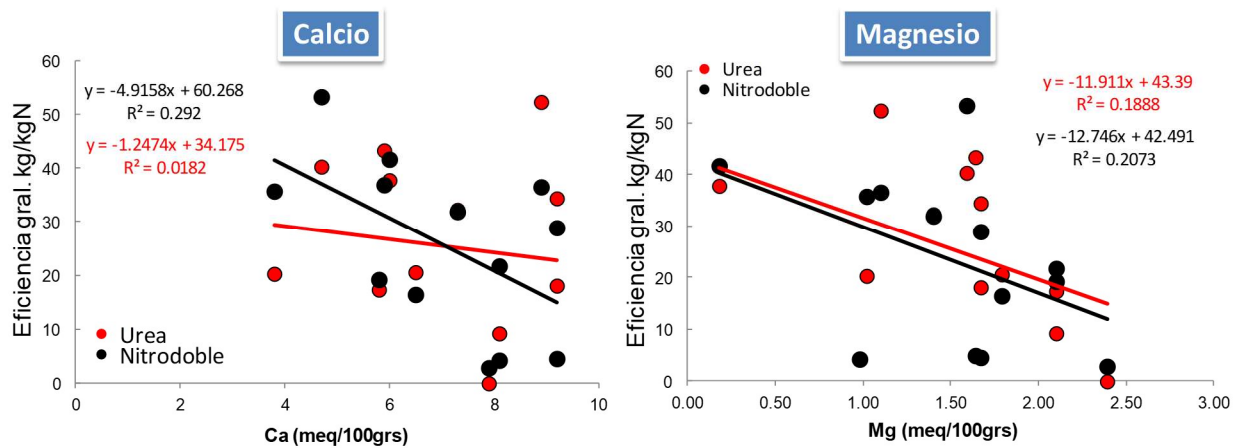 Calcio
60
50
40
30
20
10
0
Eficiencia gral. kg/kgN
y = -4.9158x + 60.268
R² = 0.292
y = -1.2474x + 34.175
R² = 0.0182
Urea
Nitrodoble
0 2 4 6 8 10
Ca (meq/100grs)
Magnesio
60
50
40
30
20
10
0
Eficiencia gral. kg/kgN
Urea
Nitrodoble
y = -11.911x + 43.39
R² = 0.1888
y = -12.746x + 42.491
R² = 0.2073
0.00 0.50 1.00 1.50 2.00 2.50 3.00
Mg (meq/100grs)